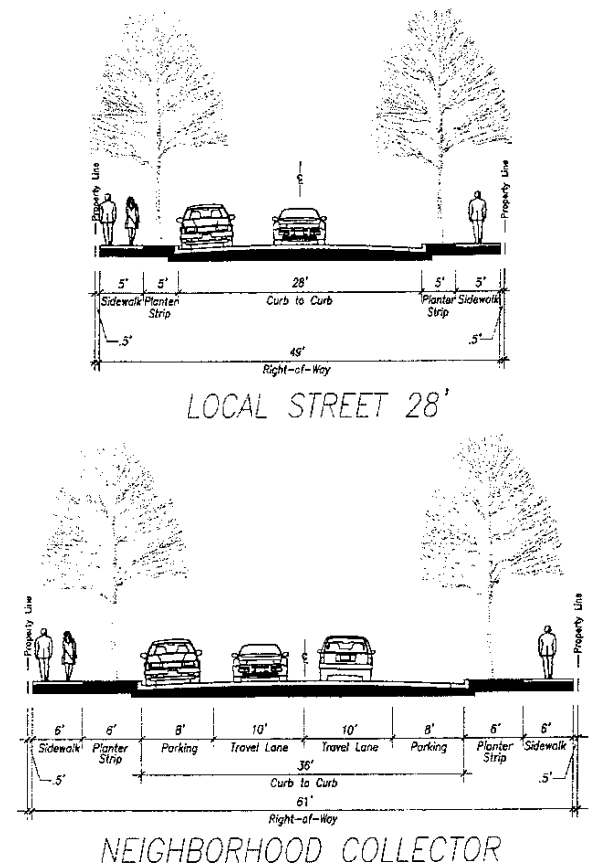 Property Line
Property Line
℄
5' 5' 28' 5' 5'
Sidewalk Planter Strip Curb to Curb Planter Strip Sidewalk
.5' .5'
49'
Right-of-Way
LOCAL STREET 28'
Property Line
Property Line
℄
6' 6' 8' 10' 10' 8' 6' 6'
Sidewalk Planter Strip Parking Travel Lane Travel Lane Parking Planter Strip Sidewalk
36'
.5' .5'
Curb to Curb
61'
Right-of-Way
NEIGHBORHOOD COLLECTOR